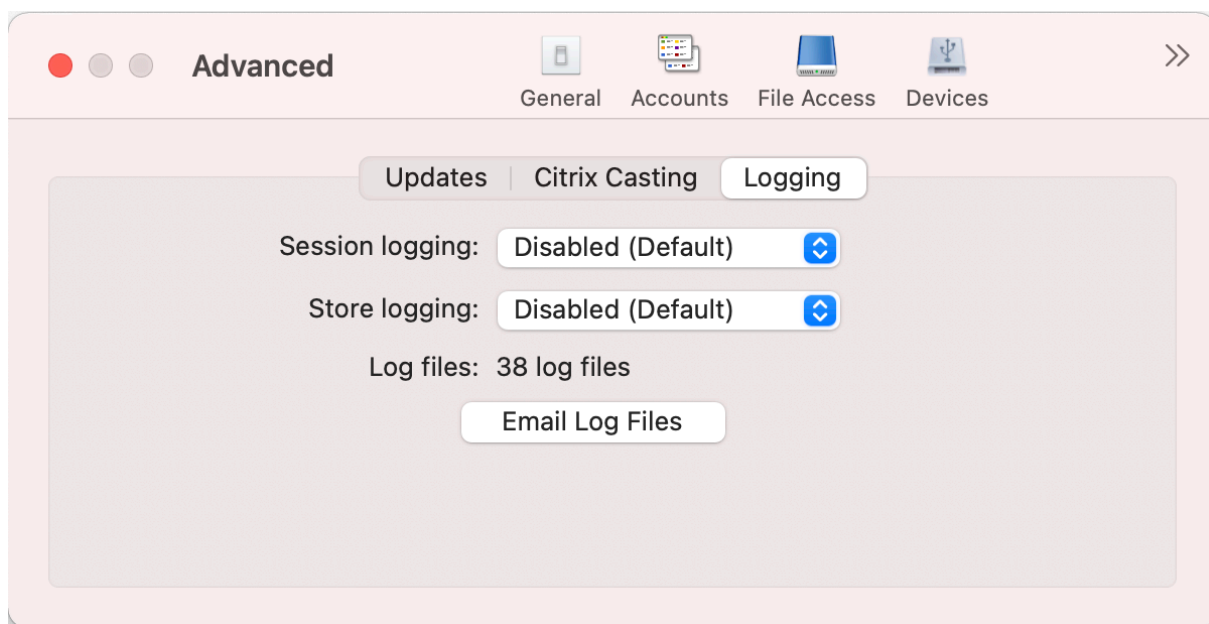 Advanced
General Accounts File Access Devices
Updates Citrix Casting Logging
Session logging: Disabled (Default)
Store logging: Disabled (Default)
Log files: 38 log files
Email Log Files